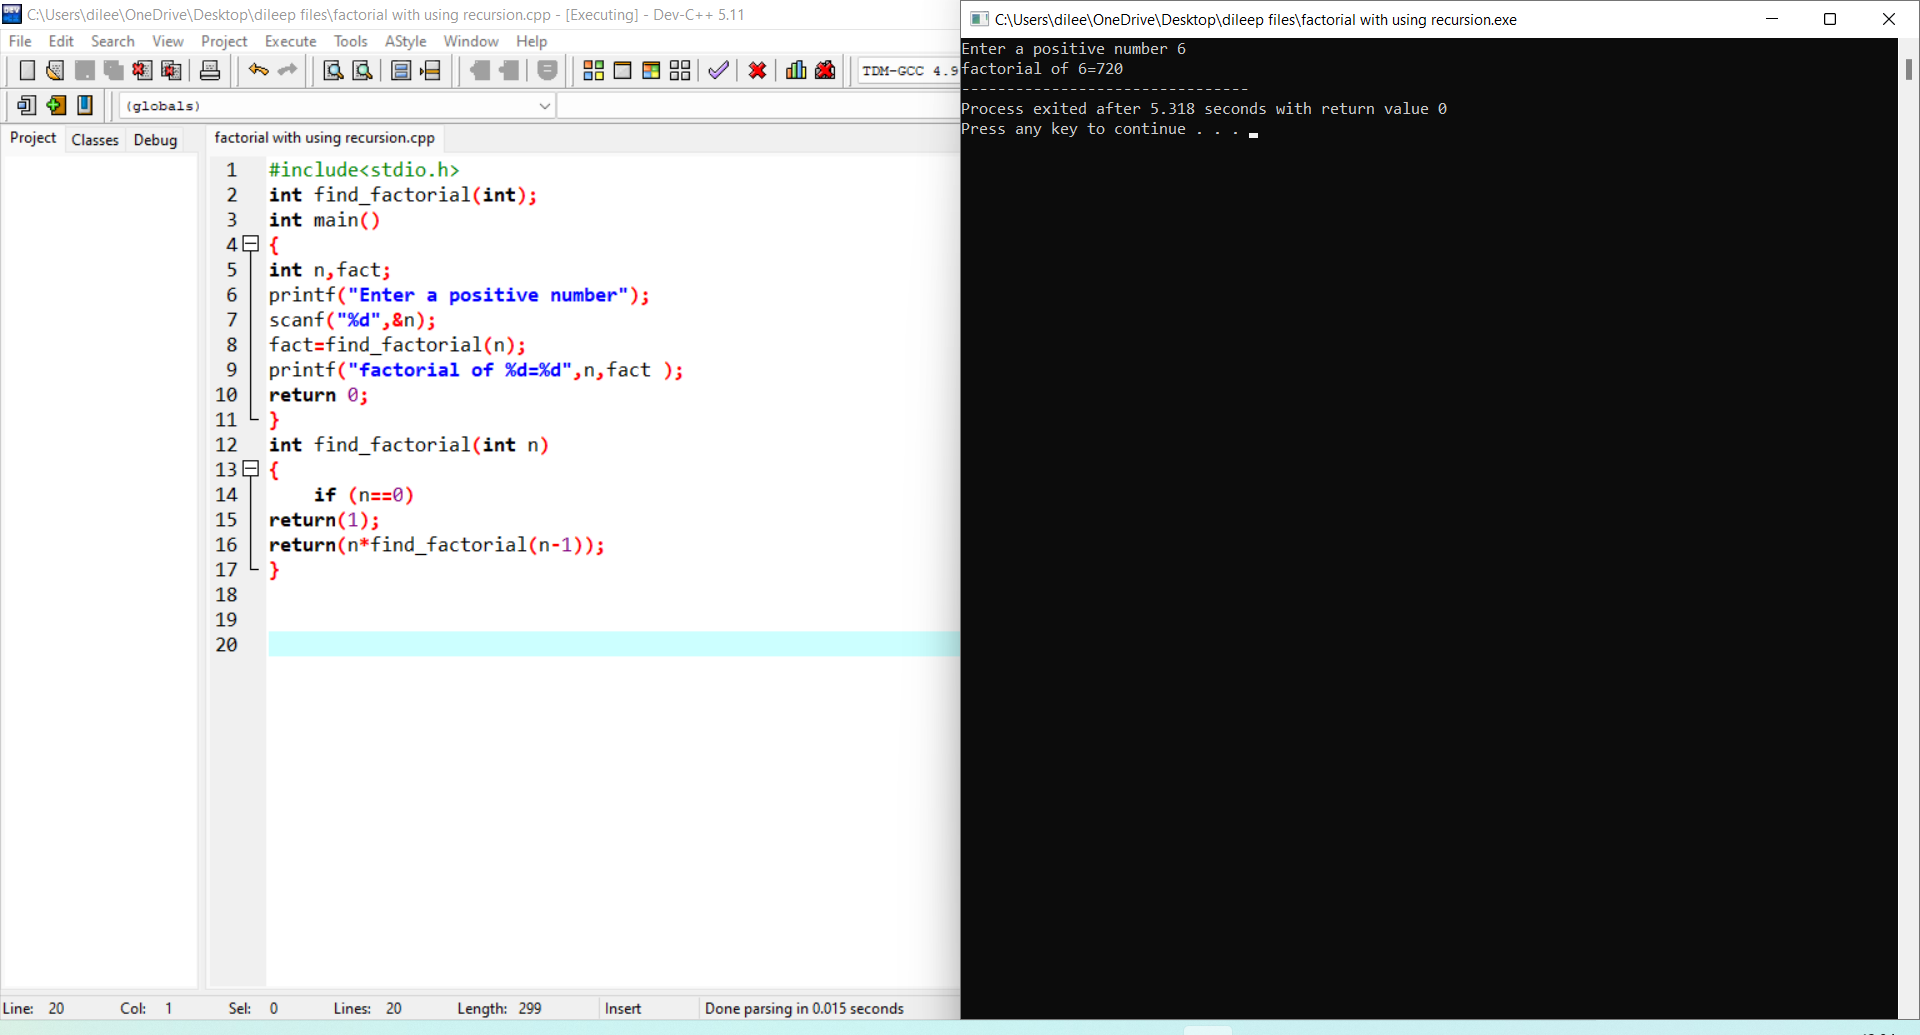 C:\Users\dilee\OneDrive\Desktop\dileep files\factorial with using recursion.cpp - [Executing] - Dev-C++ 5.11
File Edit Search View Project Execute Tools AStyle Window Help
TDM-GCC 4.9
(globals)
Project Classes Debug
factorial with using recursion.cpp
1 #include<stdio.h>
2 int find_factorial(int);
3 int main()
4 {
5 int n,fact;
6 printf("Enter a positive number");
7 scanf("%d",&n);
8 fact=find_factorial(n);
9 printf("factorial of %d=%d",n,fact );
10 return 0;
11 }
12 int find_factorial(int n)
13 {
14     if (n==0)
15 return(1);
16 return(n*find_factorial(n-1));
17 }
18
19
20
Line: 20 Col: 1 Sel: 0 Lines: 20 Length: 299 Insert Done parsing in 0.015 seconds
C:\Users\dilee\OneDrive\Desktop\dileep files\factorial with using recursion.exe
Enter a positive number 6
factorial of 6=720
--------------------------------
Process exited after 5.318 seconds with return value 0
Press any key to continue . . .